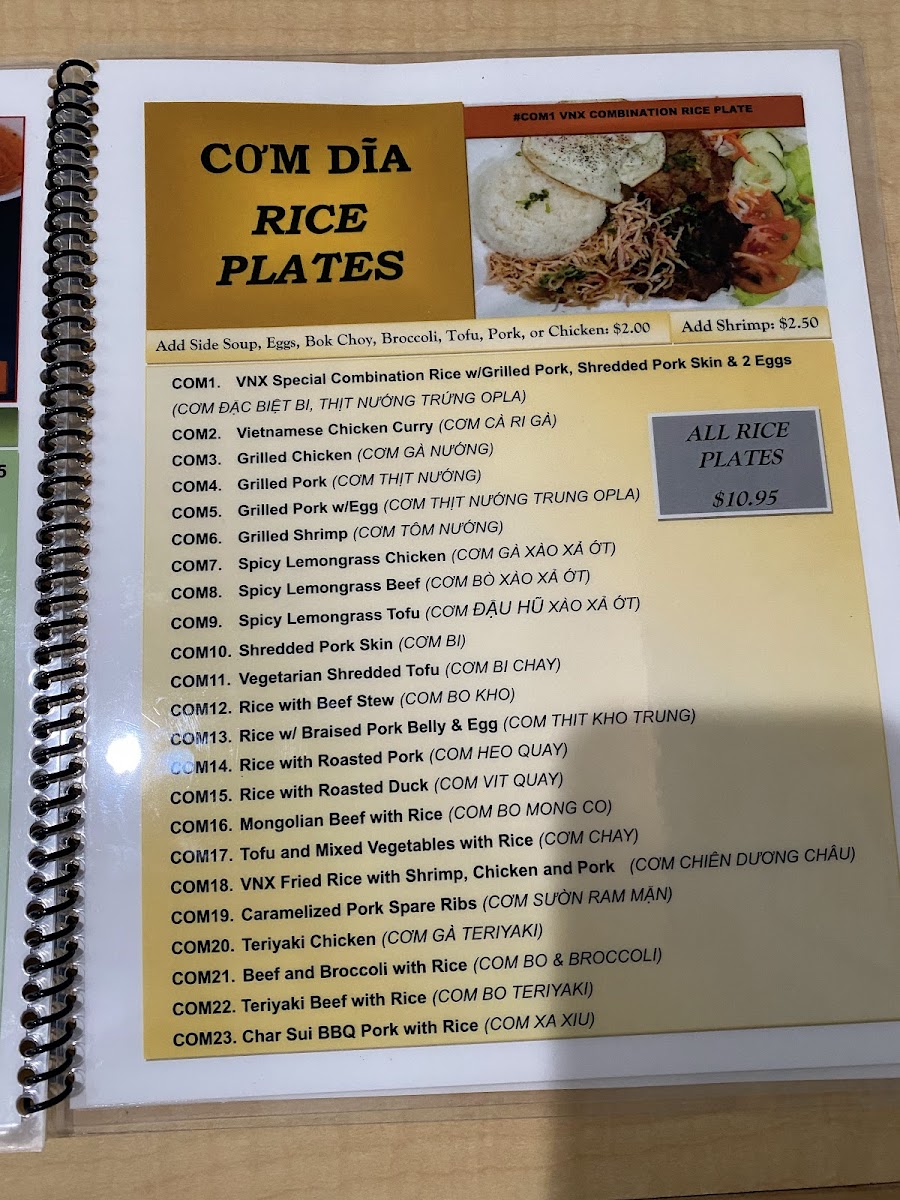 #COM1 VNX COMBINATION RICE PLATE
CƠM DĨA
RICE
PLATES
Add Side Soup, Eggs, Bok Choy, Broccoli, Tofu, Pork, or Chicken: $2.00
Add Shrimp: $2.50
COM1. VNX Special Combination Rice w/Grilled Pork, Shredded Pork Skin & 2 Eggs
(CƠM ĐẶC BIỆT BI, THỊT NƯỚNG TRỨNG OPLA)
COM2. Vietnamese Chicken Curry (CƠM CÀ RI GÀ)
COM3. Grilled Chicken (CƠM GÀ NƯỚNG)
COM4. Grilled Pork (CƠM THỊT NƯỚNG)
COM5. Grilled Pork w/Egg (CƠM THỊT NƯỚNG TRUNG OPLA)
COM6. Grilled Shrimp (CƠM TÔM NƯỚNG)
COM7. Spicy Lemongrass Chicken (CƠM GÀ XÀO XẢ ỚT)
COM8. Spicy Lemongrass Beef (CƠM BÒ XÀO XẢ ỚT)
COM9. Spicy Lemongrass Tofu (CƠM ĐẬU HŨ XÀO XẢ ỚT)
COM10. Shredded Pork Skin (CƠM BI)
COM11. Vegetarian Shredded Tofu (CƠM BI CHAY)
COM12. Rice with Beef Stew (COM BO KHO)
COM13. Rice w/ Braised Pork Belly & Egg (COM THIT KHO TRUNG)
COM14. Rice with Roasted Pork (COM HEO QUAY)
COM15. Rice with Roasted Duck (COM VIT QUAY)
COM16. Mongolian Beef with Rice (COM BO MONG CO)
COM17. Tofu and Mixed Vegetables with Rice (CƠM CHAY)
COM18. VNX Fried Rice with Shrimp, Chicken and Pork (CƠM CHIÊN DƯƠNG CHÂU)
COM19. Caramelized Pork Spare Ribs (CƠM SƯỜN RAM MẶN)
COM20. Teriyaki Chicken (CƠM GÀ TERIYAKI)
COM21. Beef and Broccoli with Rice (COM BO & BROCCOLI)
COM22. Teriyaki Beef with Rice (COM BO TERIYAKI)
COM23. Char Sui BBQ Pork with Rice (COM XA XIU)
ALL RICE
PLATES
$10.95
5